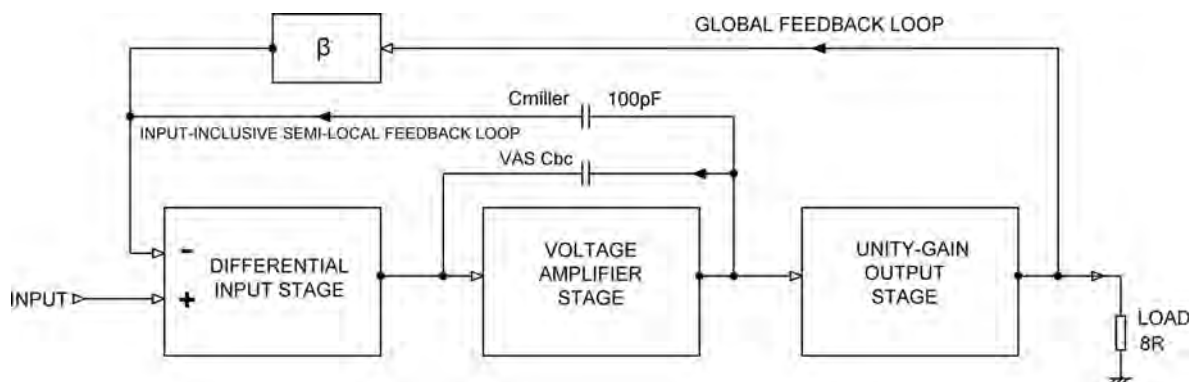 GLOBAL FEEDBACK LOOP
β
Cmiller 100pF
INPUT-INCLUSIVE SEMI-LOCAL FEEDBACK LOOP
VAS Cbc
-
DIFFERENTIAL
INPUT STAGE
VOLTAGE
AMPLIFIER
STAGE
UNITY-GAIN
OUTPUT
STAGE
INPUT
+
LOAD
8R